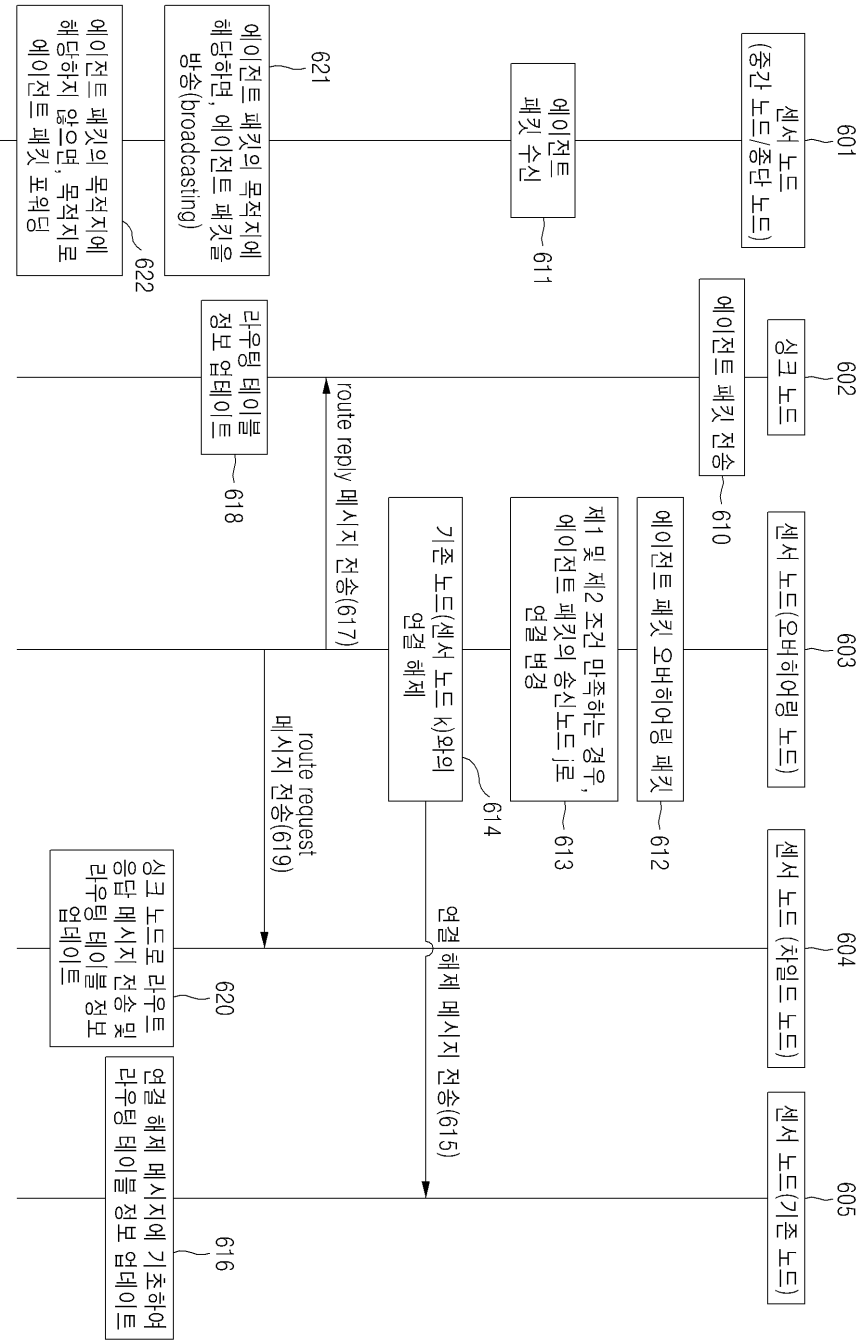 601
센서 노드
(중간 노드/종단 노드)
602
싱크 노드
603
센서 노드(오버히어링 노드)
604
센서 노드 (차일드 노드)
605
센서 노드(기존 노드)
에이전트 패킷 전송
610
에이전트
패킷 수신
611
에이전트 패킷 오버히어링 패킷
612
제1 및 제2 조건 만족하는 경우,
에이전트 패킷의 송신노드 j로
연결 변경
613
기존 노드(센서 노드 k)와의
연결 해제
614
연결 해제 메시지 전송(615)
연결 해제 메시지에 기초하여
라우팅 테이블 정보 업데이트
616
route reply 메시지 전송(617)
라우팅 테이블
정보 업데이트
618
route request
메시지 전송(619)
싱크 노드로 라우트
응답 메시지 전송 및
라우팅 테이블 정보
업데이트
620
621
에이전트 패킷의 목적지에
해당하면, 에이전트 패킷을
방송(broadcasting)
에이전트 패킷의 목적지에
해당하지 않으면, 목적지로
에이전트 패킷 포워딩
622